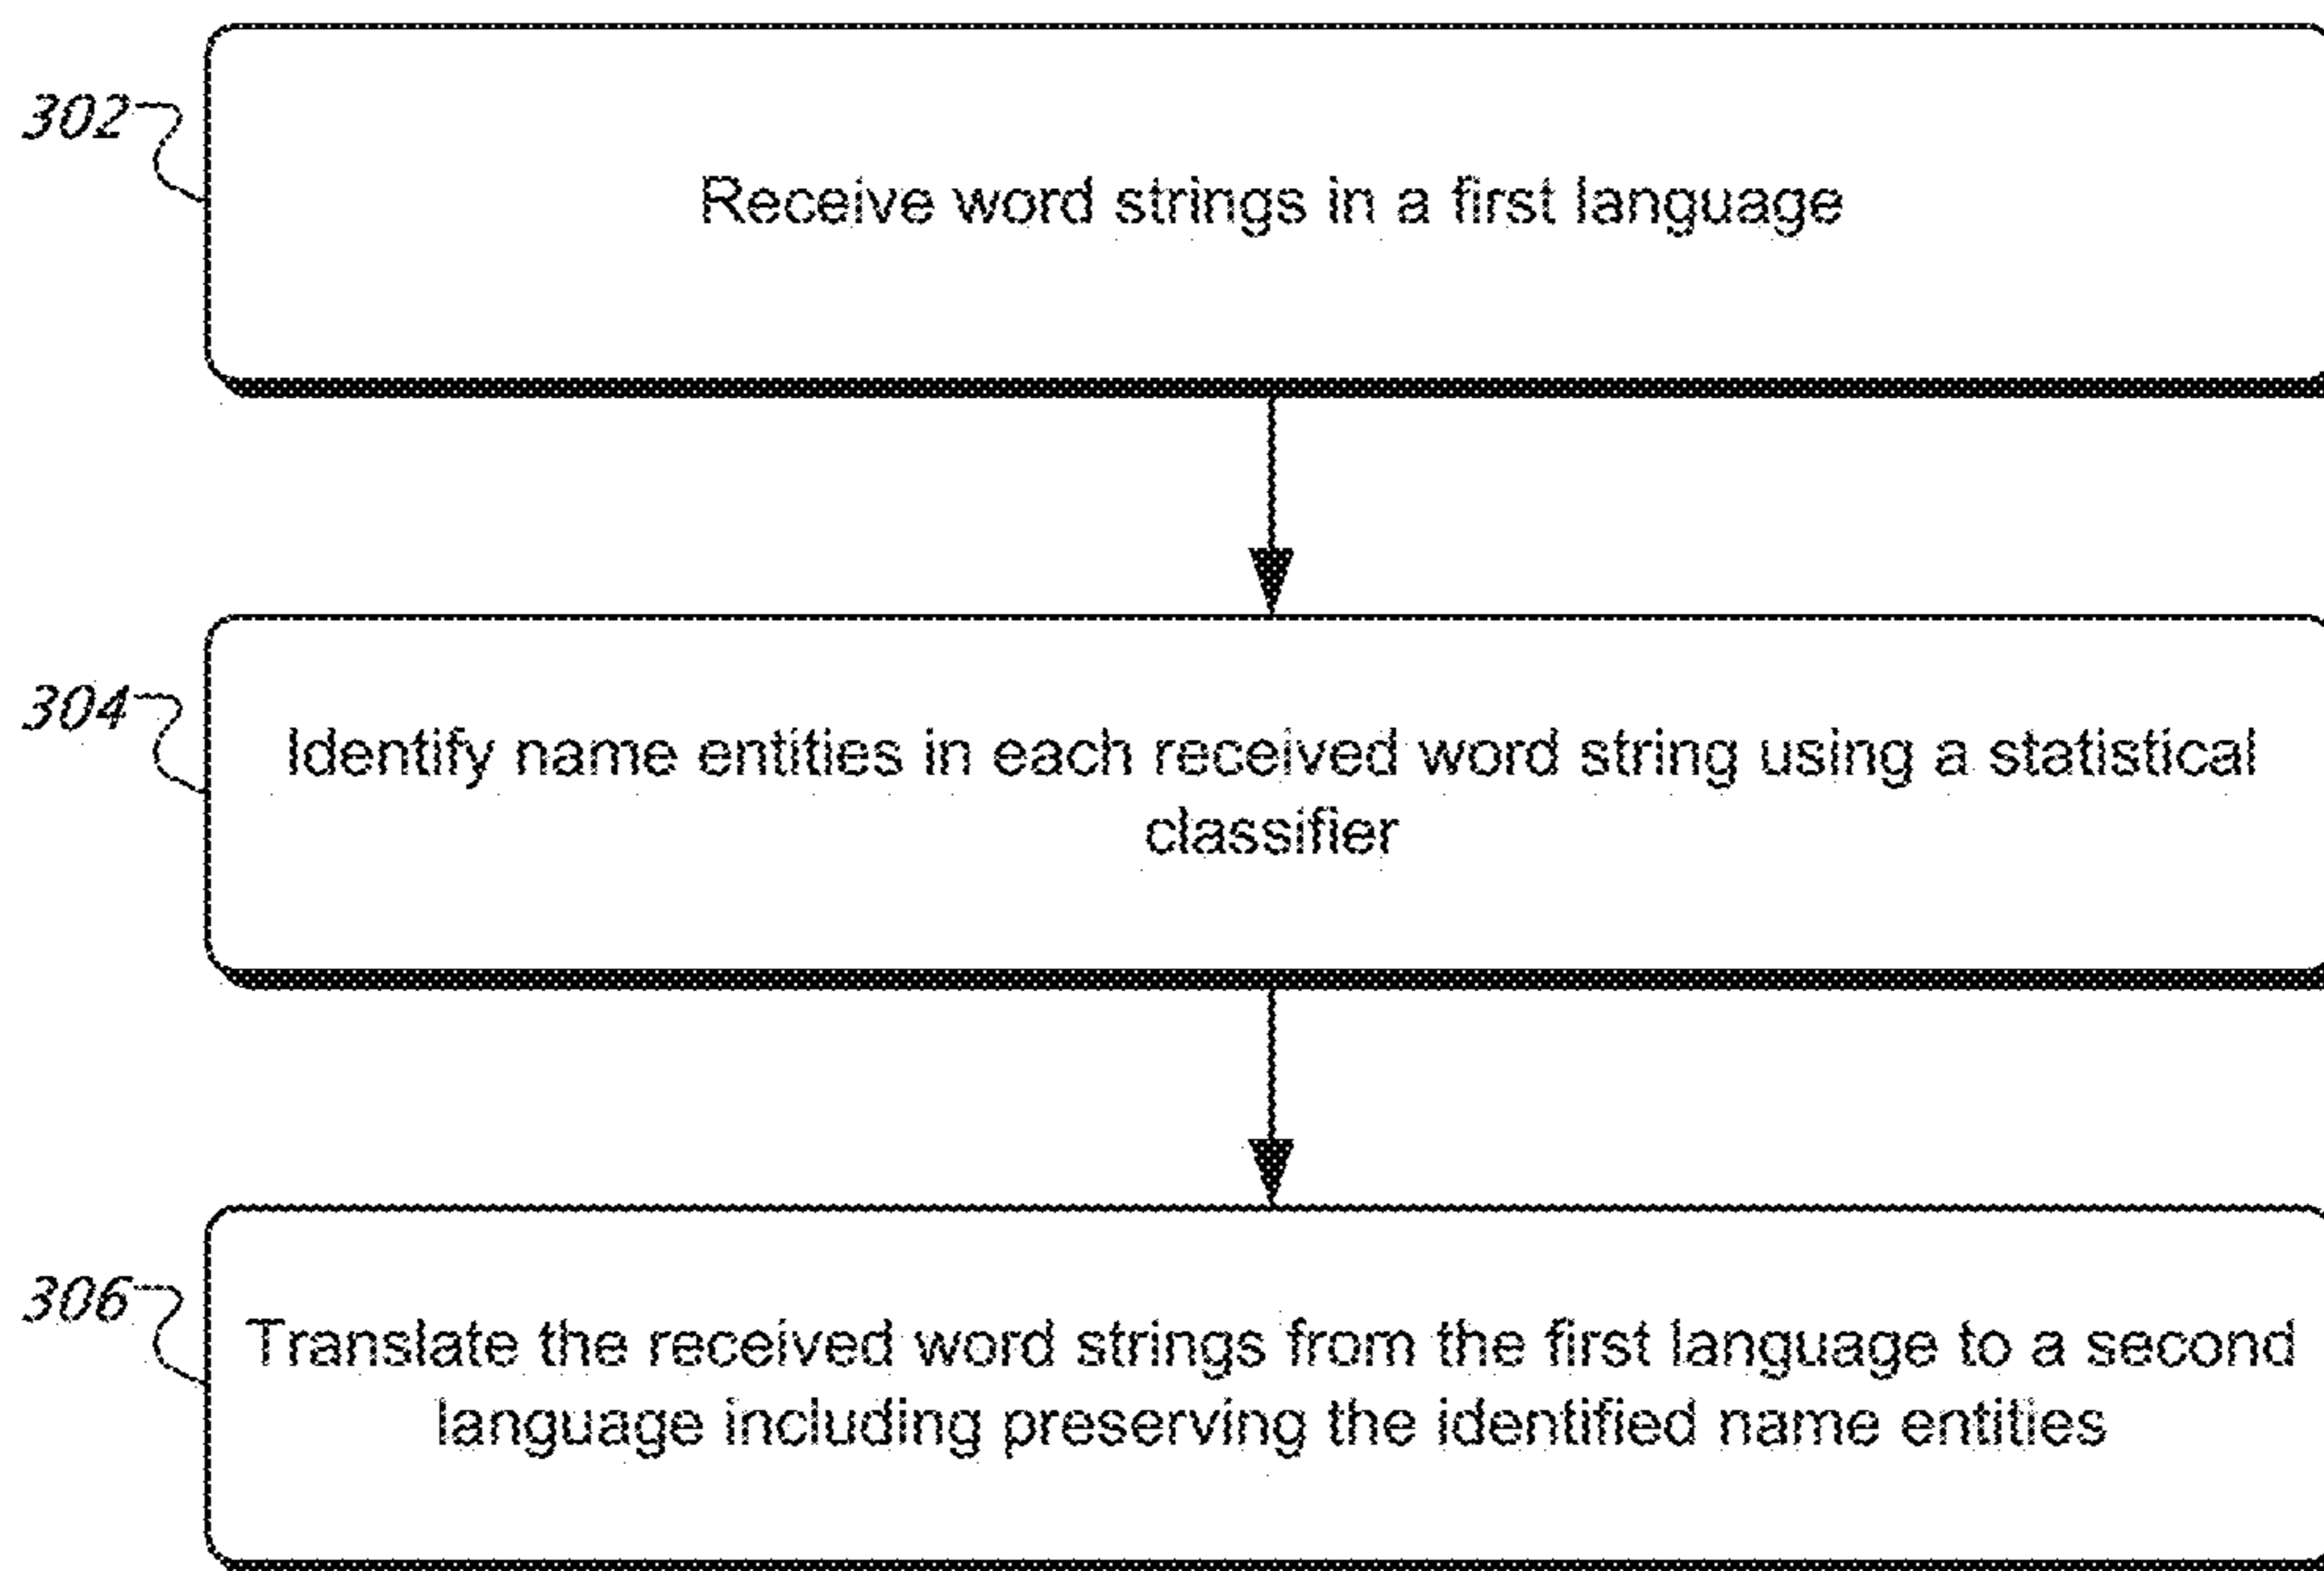 302
Receive word strings in a first language
304
Identify name entities in each received word string using a statistical
classifier
306
Translate the received word strings from the first language to a second
language including preserving the identified name entities